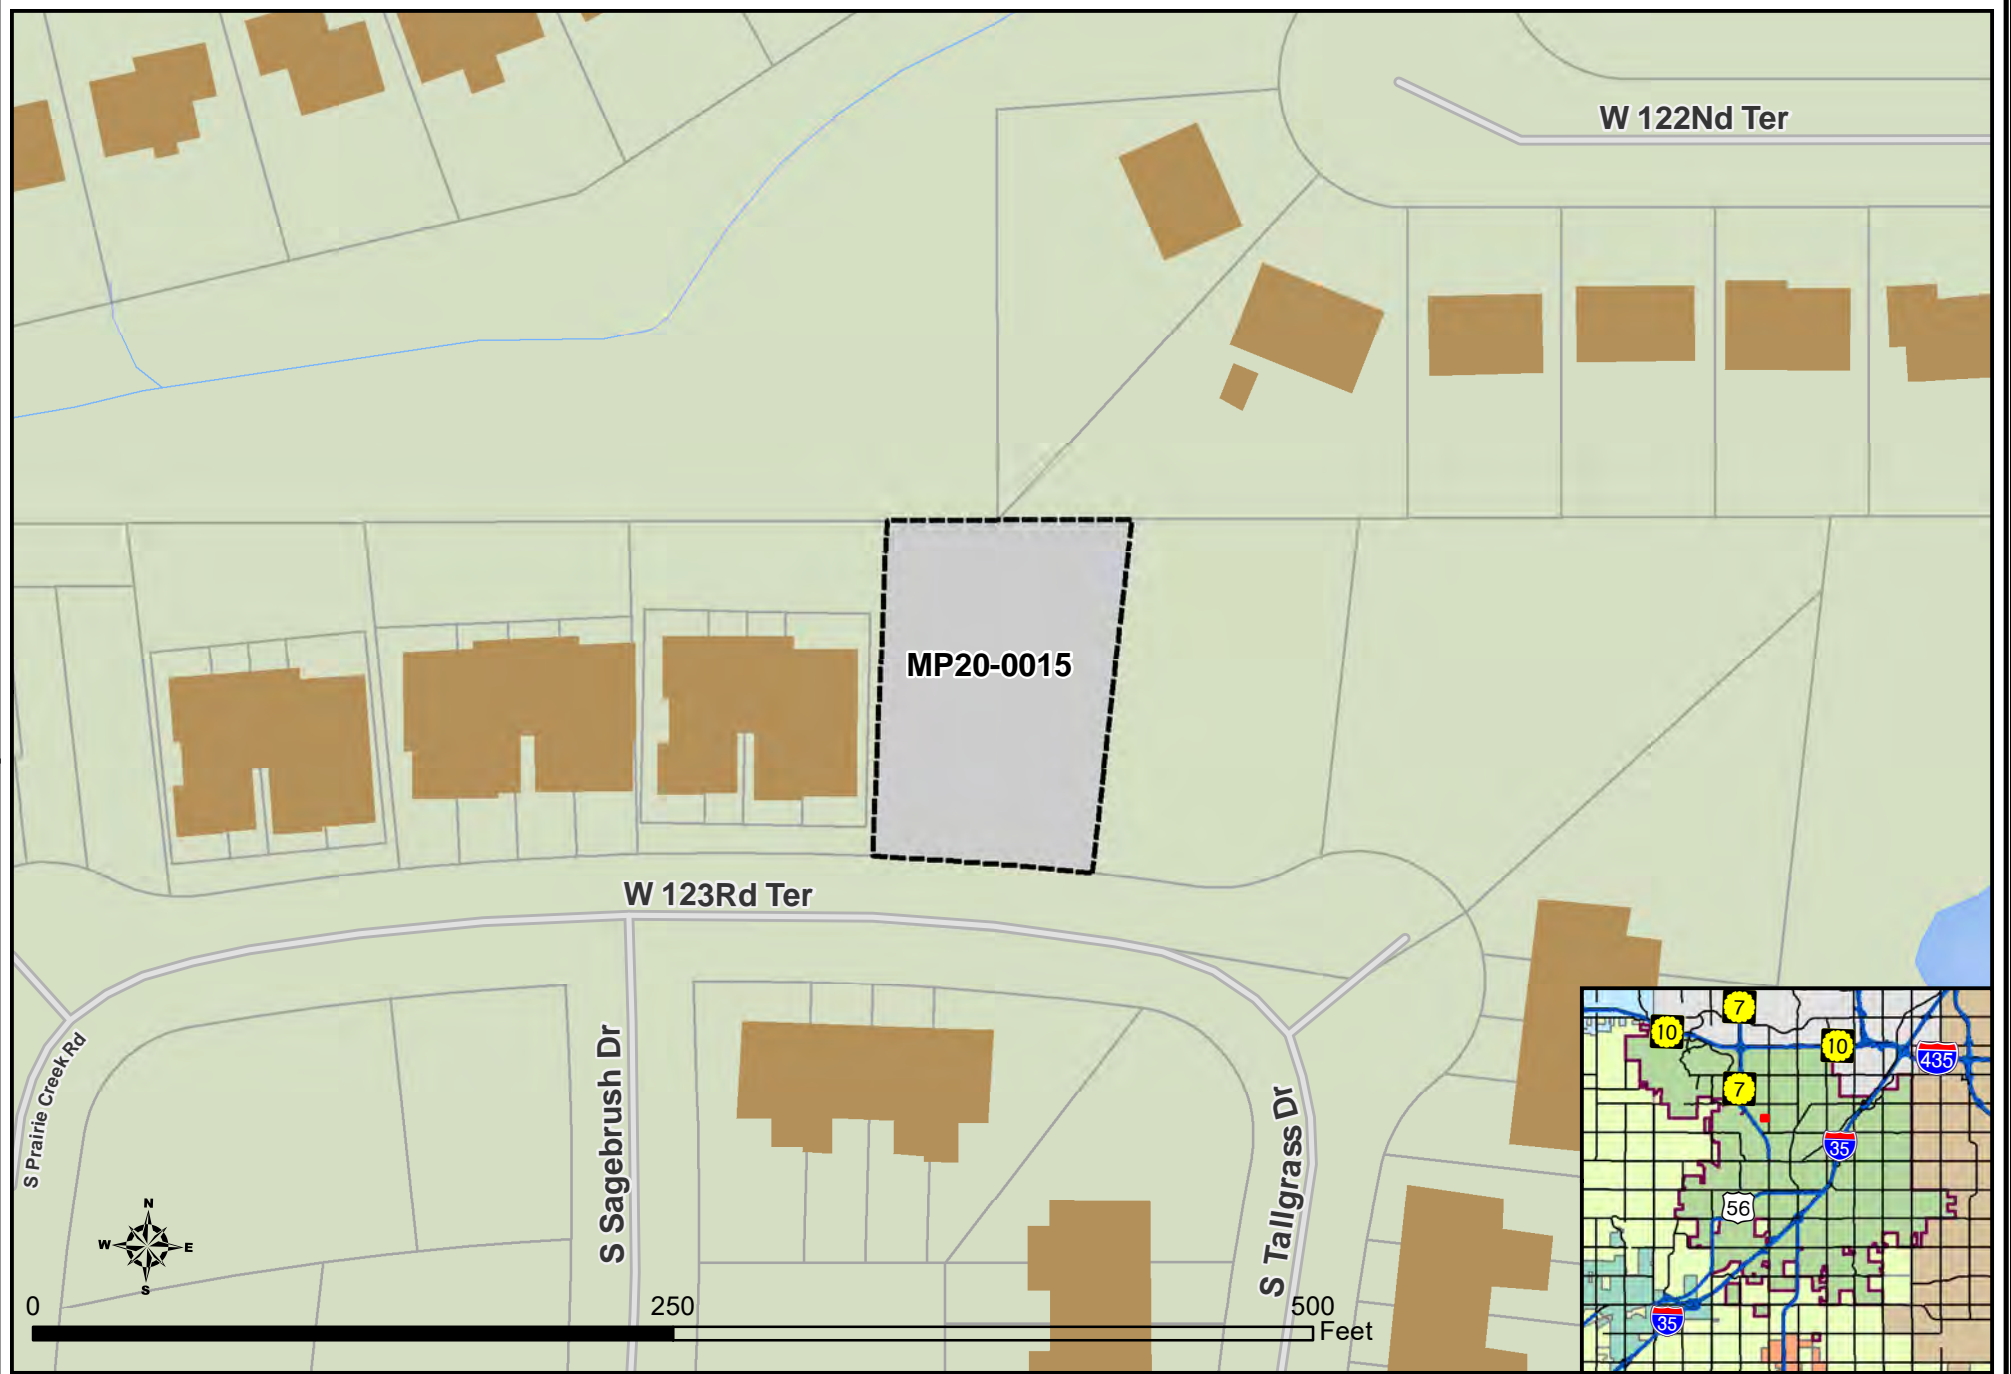 W 122Nd Ter
MP20-0015
W 123Rd Ter
S Prairie Creek Rd
S Sagebrush Dr
S Tallgrass Dr
N
W
E
S
0
250
500
Feet
7
10
10
435
7
35
56
35